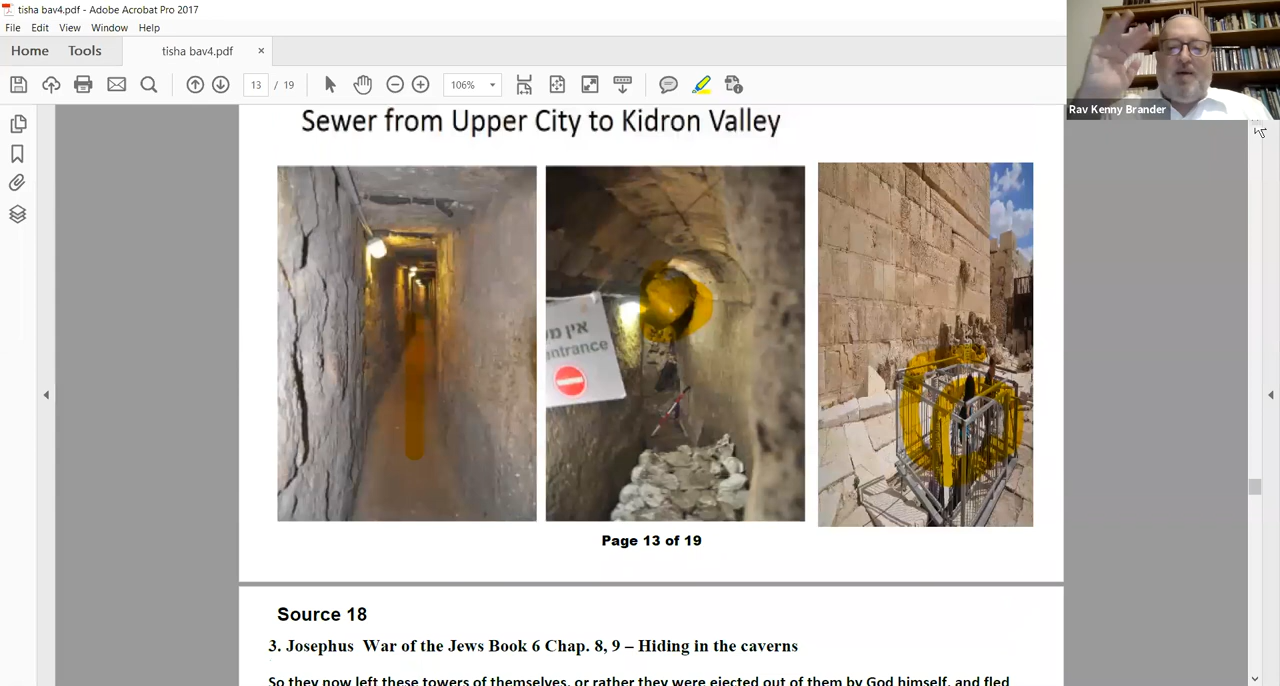 tisha bav4.pdf - Adobe Acrobat Pro 2017
File Edit View Window Help
Home Tools tisha bav4.pdf ×
13 / 19 106%
Rav Kenny Brander
Sewer from Upper City to Kidron Valley
אין
entrance
Page 13 of 19
Source 18
3. Josephus War of the Jews Book 6 Chap. 8, 9 – Hiding in the caverns
So they now left these towers of themselves, or rather they were ejected out of them by God himself, and fled